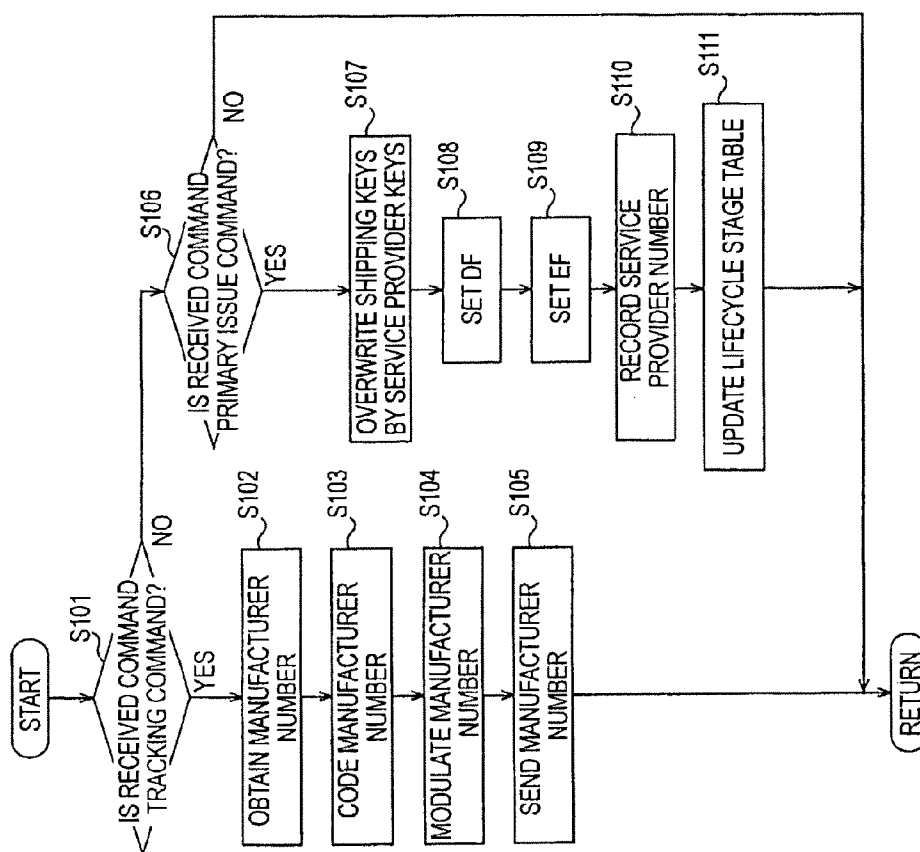 START
S101
IS RECEIVED COMMAND
TRACKING COMMAND?
NO
YES
S102
OBTAIN MANUFACTURER
NUMBER
S103
CODE MANUFACTURER
NUMBER
S104
MODULATE MANUFACTURER
NUMBER
S105
SEND MANUFACTURER
NUMBER
S106
IS RECEIVED COMMAND
PRIMARY ISSUE COMMAND?
NO
YES
S107
OVERWRITE SHIPPING KEYS
BY SERVICE PROVIDER KEYS
S108
SET DF
S109
SET EF
S110
RECORD SERVICE
PROVIDER NUMBER
S111
UPDATE LIFECYCLE STAGE TABLE
RETURN